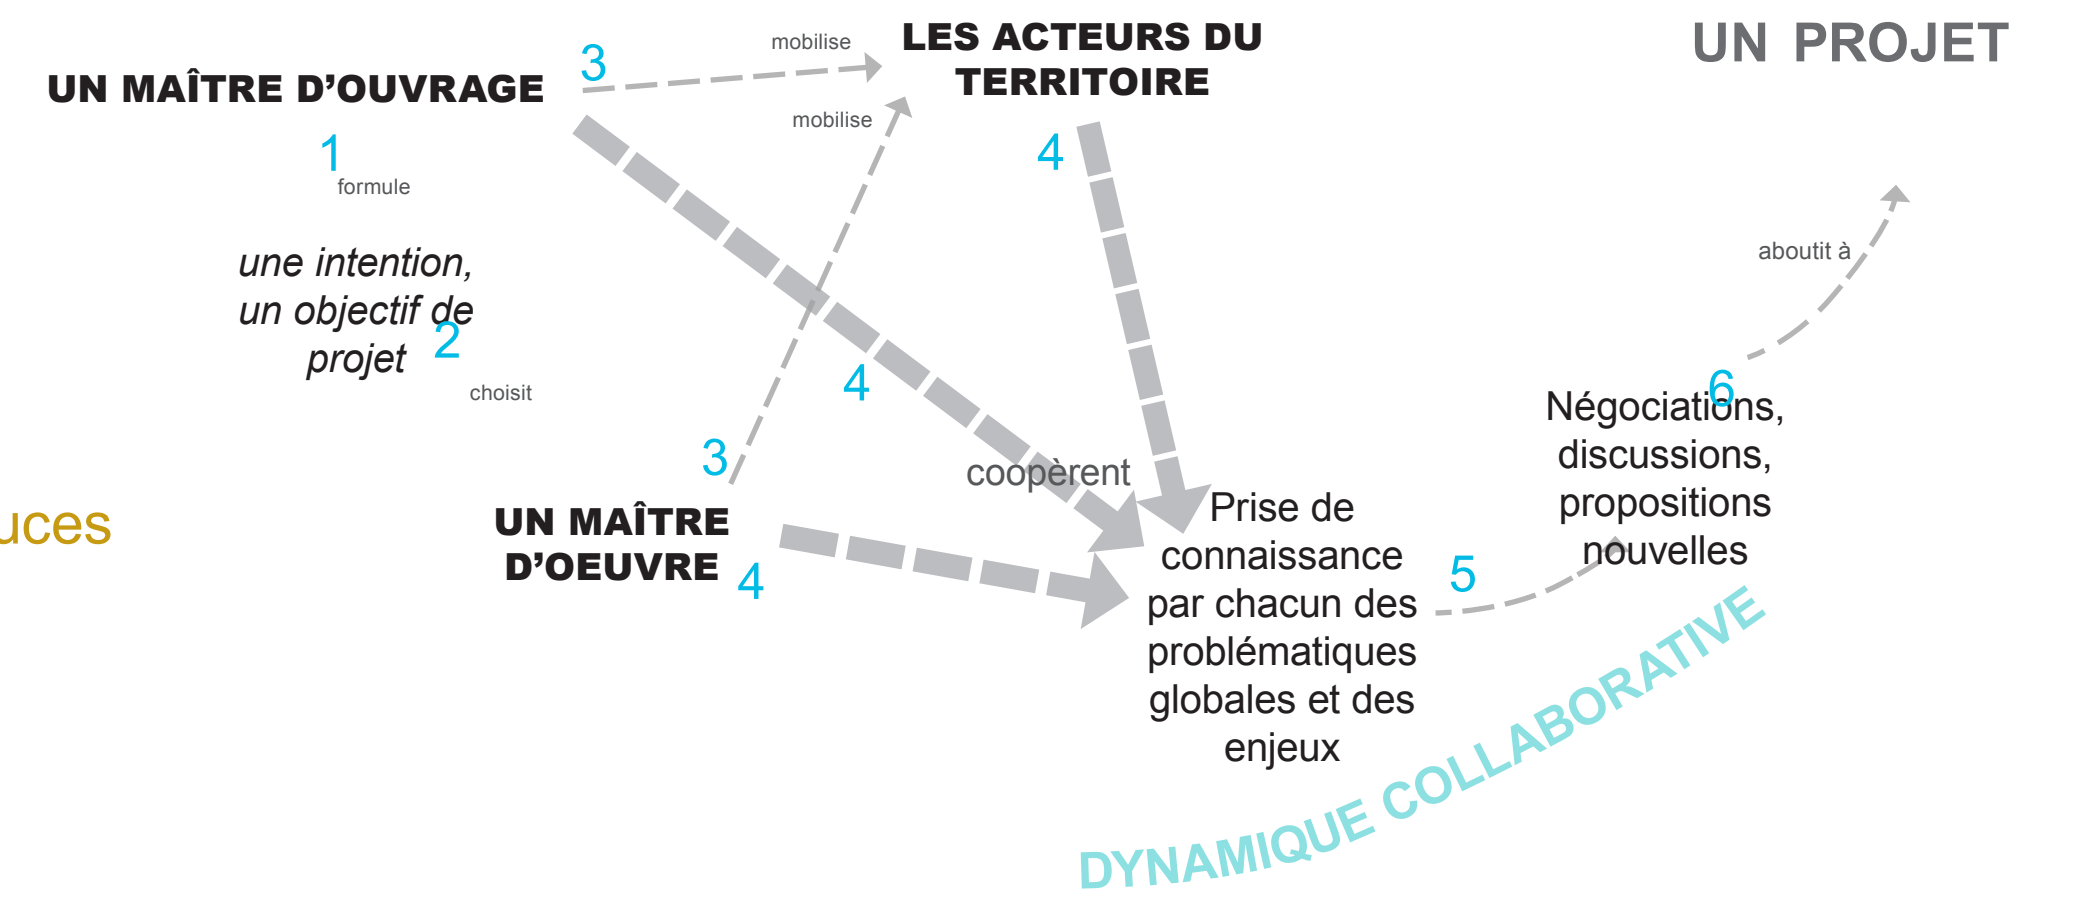 UN MAÎTRE D’OUVRAGE
1
formule
une intention,
un objectif de
projet
2
choisit
UN MAÎTRE
D’OEUVRE
3
mobilise
3
mobilise
LES ACTEURS DU
TERRITOIRE
4
4
4
coopèrent
Prise de
connaissance
par chacun des
problématiques
globales et des
enjeux
5
Négociations,
discussions,
propositions
nouvelles
6
aboutit à
UN PROJET
DYNAMIQUE COLLABORATIVE